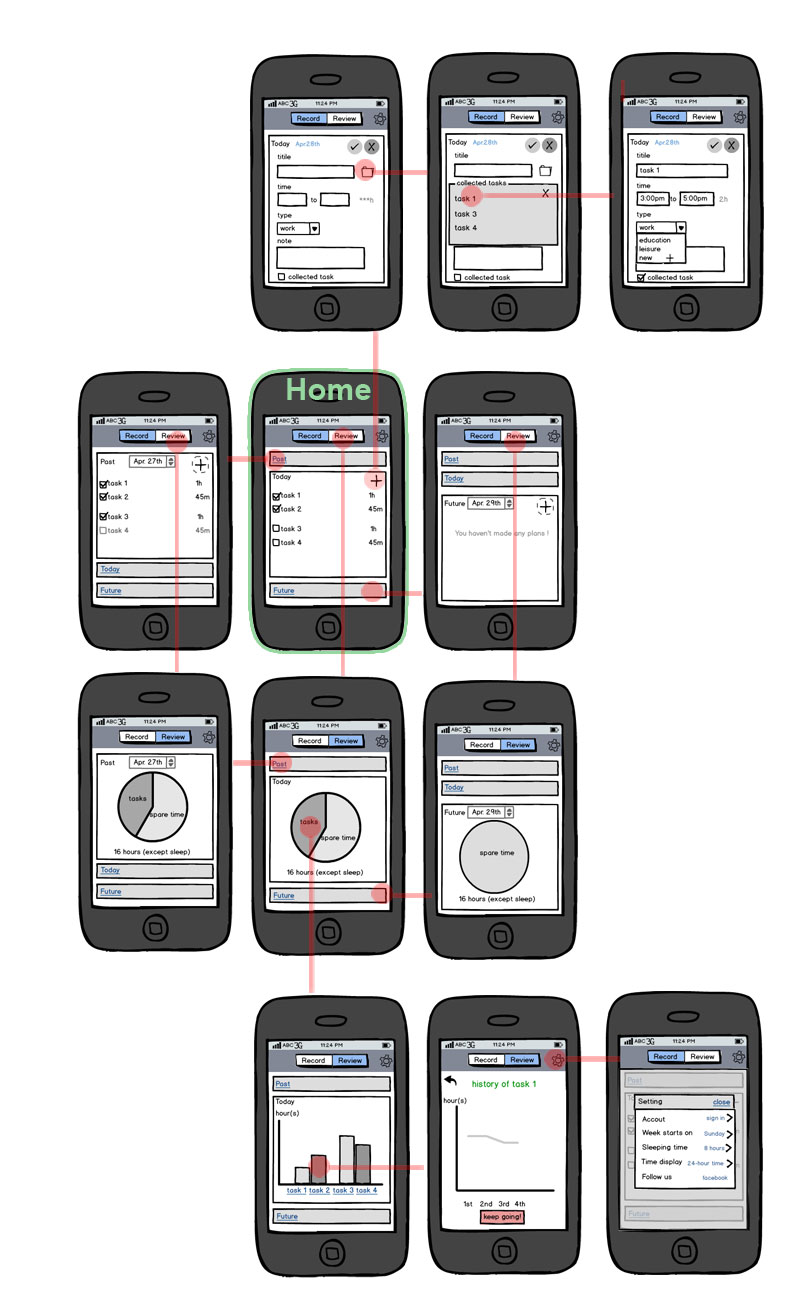 ABC 3G 11:24 PM
Record Review
Today Apr.28th
titile
time
to ***h
type
work
note
collected task
ABC 3G 11:24 PM
Record Review
Today Apr.28th
titile
collected tasks
X
task 1
task 3
task 4
collected task
ABC 3G 11:24 PM
Record Review
Today Apr.28th
titile
task 1
time
3:00pm to 5:00pm 2h
type
work
education
leisure
new +
collected task
ABC 3G 11:24 PM
Record Review
Past Apr. 27th +
task 1 1h
task 2 45m
task 3 1h
task 4 45m
Today
Future
Home
ABC 3G 11:24 PM
Record Review
Past
Today +
task 1 1h
task 2 45m
task 3 1h
task 4 45m
Future
ABC 3G 11:24 PM
Record Review
Past
Today
Future Apr. 29th +
You haven't made any plans !
ABC 3G 11:24 PM
Record Review
Past Apr. 27th
tasks
spare time
16 hours (except sleep)
Today
Future
ABC 3G 11:24 PM
Record Review
Past
Today
tasks
spare time
16 hours (except sleep)
Future
ABC 3G 11:24 PM
Record Review
Past
Today
Future Apr. 29th
spare time
16 hours (except sleep)
ABC 3G 11:24 PM
Record Review
Past
Today
hour(s)
task 1 task 2 task 3 task 4
Future
ABC 3G 11:24 PM
Record Review
history of task 1
hour(s)
1st 2nd 3rd 4th
keep going!
ABC 3G 11:24 PM
Record Review
Past
Setting close
Accout sign in
Week starts on Sunday
Sleeping time 8 hours
Time display 24-hour time
Follow us facebook
Future